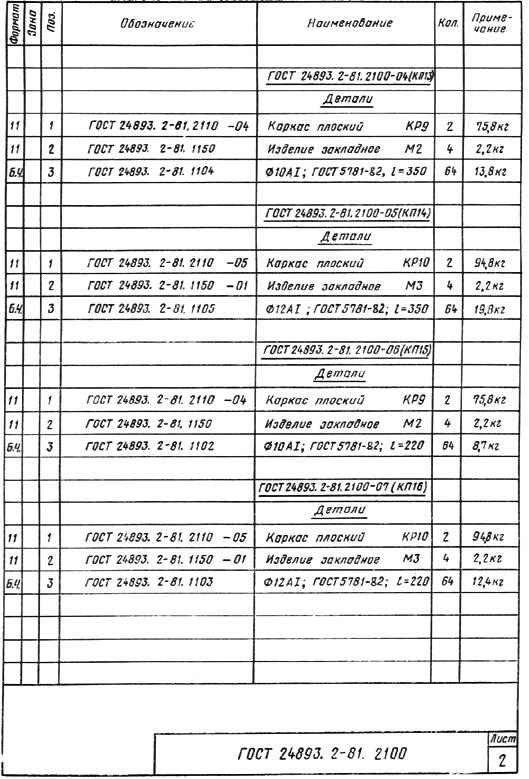 Формат Зона Поз. Обозначение Наименование Кол. Приме-чание
ГОСТ 24893. 2-81. 2100-04(КП13)
Детали
11 1 ГОСТ 24893. 2-81. 2110 -04 Каркас плоский КР9 2 75,8кг
11 2 ГОСТ 24893. 2-81. 1150 Изделие закладное М2 4 2,2кг
Б.Ч. 3 ГОСТ 24893. 2-81. 1104 Ф10АI; ГОСТ5781-82, l=350 64 13,8кг
ГОСТ 24893. 2-81. 2100-05(КП14)
Детали
11 1 ГОСТ 24893. 2-81. 2110 -05 Каркас плоский КР10 2 94,8кг
11 2 ГОСТ 24893. 2-81. 1150 -01 Изделие закладное М3 4 2,2кг
Б.Ч. 3 ГОСТ 24893. 2-81. 1105 Ф12АI; ГОСТ5781-82; l=350 64 19,8кг
ГОСТ 24893. 2-81. 2100-06(КП15)
Детали
11 1 ГОСТ 24893. 2-81. 2110 -04 Каркас плоский КР9 2 75,8кг
11 2 ГОСТ 24893. 2-81. 1150 Изделие закладное М2 4 2,2кг
Б.Ч. 3 ГОСТ 24893. 2-81. 1102 Ф10АI; ГОСТ5781-82; l=220 64 8,7кг
ГОСТ 24893. 2-81. 2100-07(КП16)
Детали
11 1 ГОСТ 24893. 2-81. 2110 -05 Каркас плоский КР10 2 94,8кг
11 2 ГОСТ 24893. 2-81. 1150 -01 Изделие закладное М3 4 2,2кг
Б.Ч. 3 ГОСТ 24893. 2-81. 1103 Ф12АI; ГОСТ5781-82; l=220 64 12,4кг
ГОСТ 24893. 2-81. 2100
Лист
2